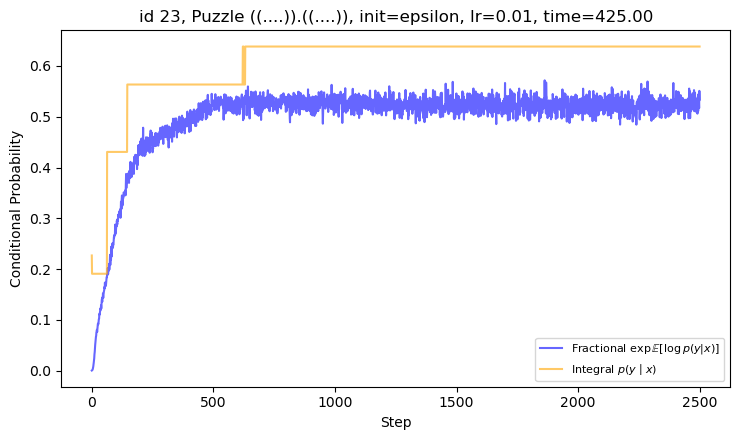 id 23, Puzzle ((....)).((....)), init=epsilon, lr=0.01, time=425.00
Conditional Probability
0.6
0.5
0.4
0.3
0.2
0.1
0.0
Fractional exp𝔼[log p(y|x)]
Integral p(y | x)
0 500 1000 1500 2000 2500
Step